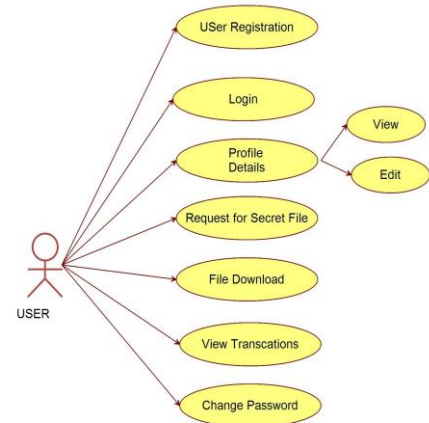 USer Registration
Login
View
Profile
Details
Edit
Request for Secret File
File Download
USER
View Transcations
Change Password